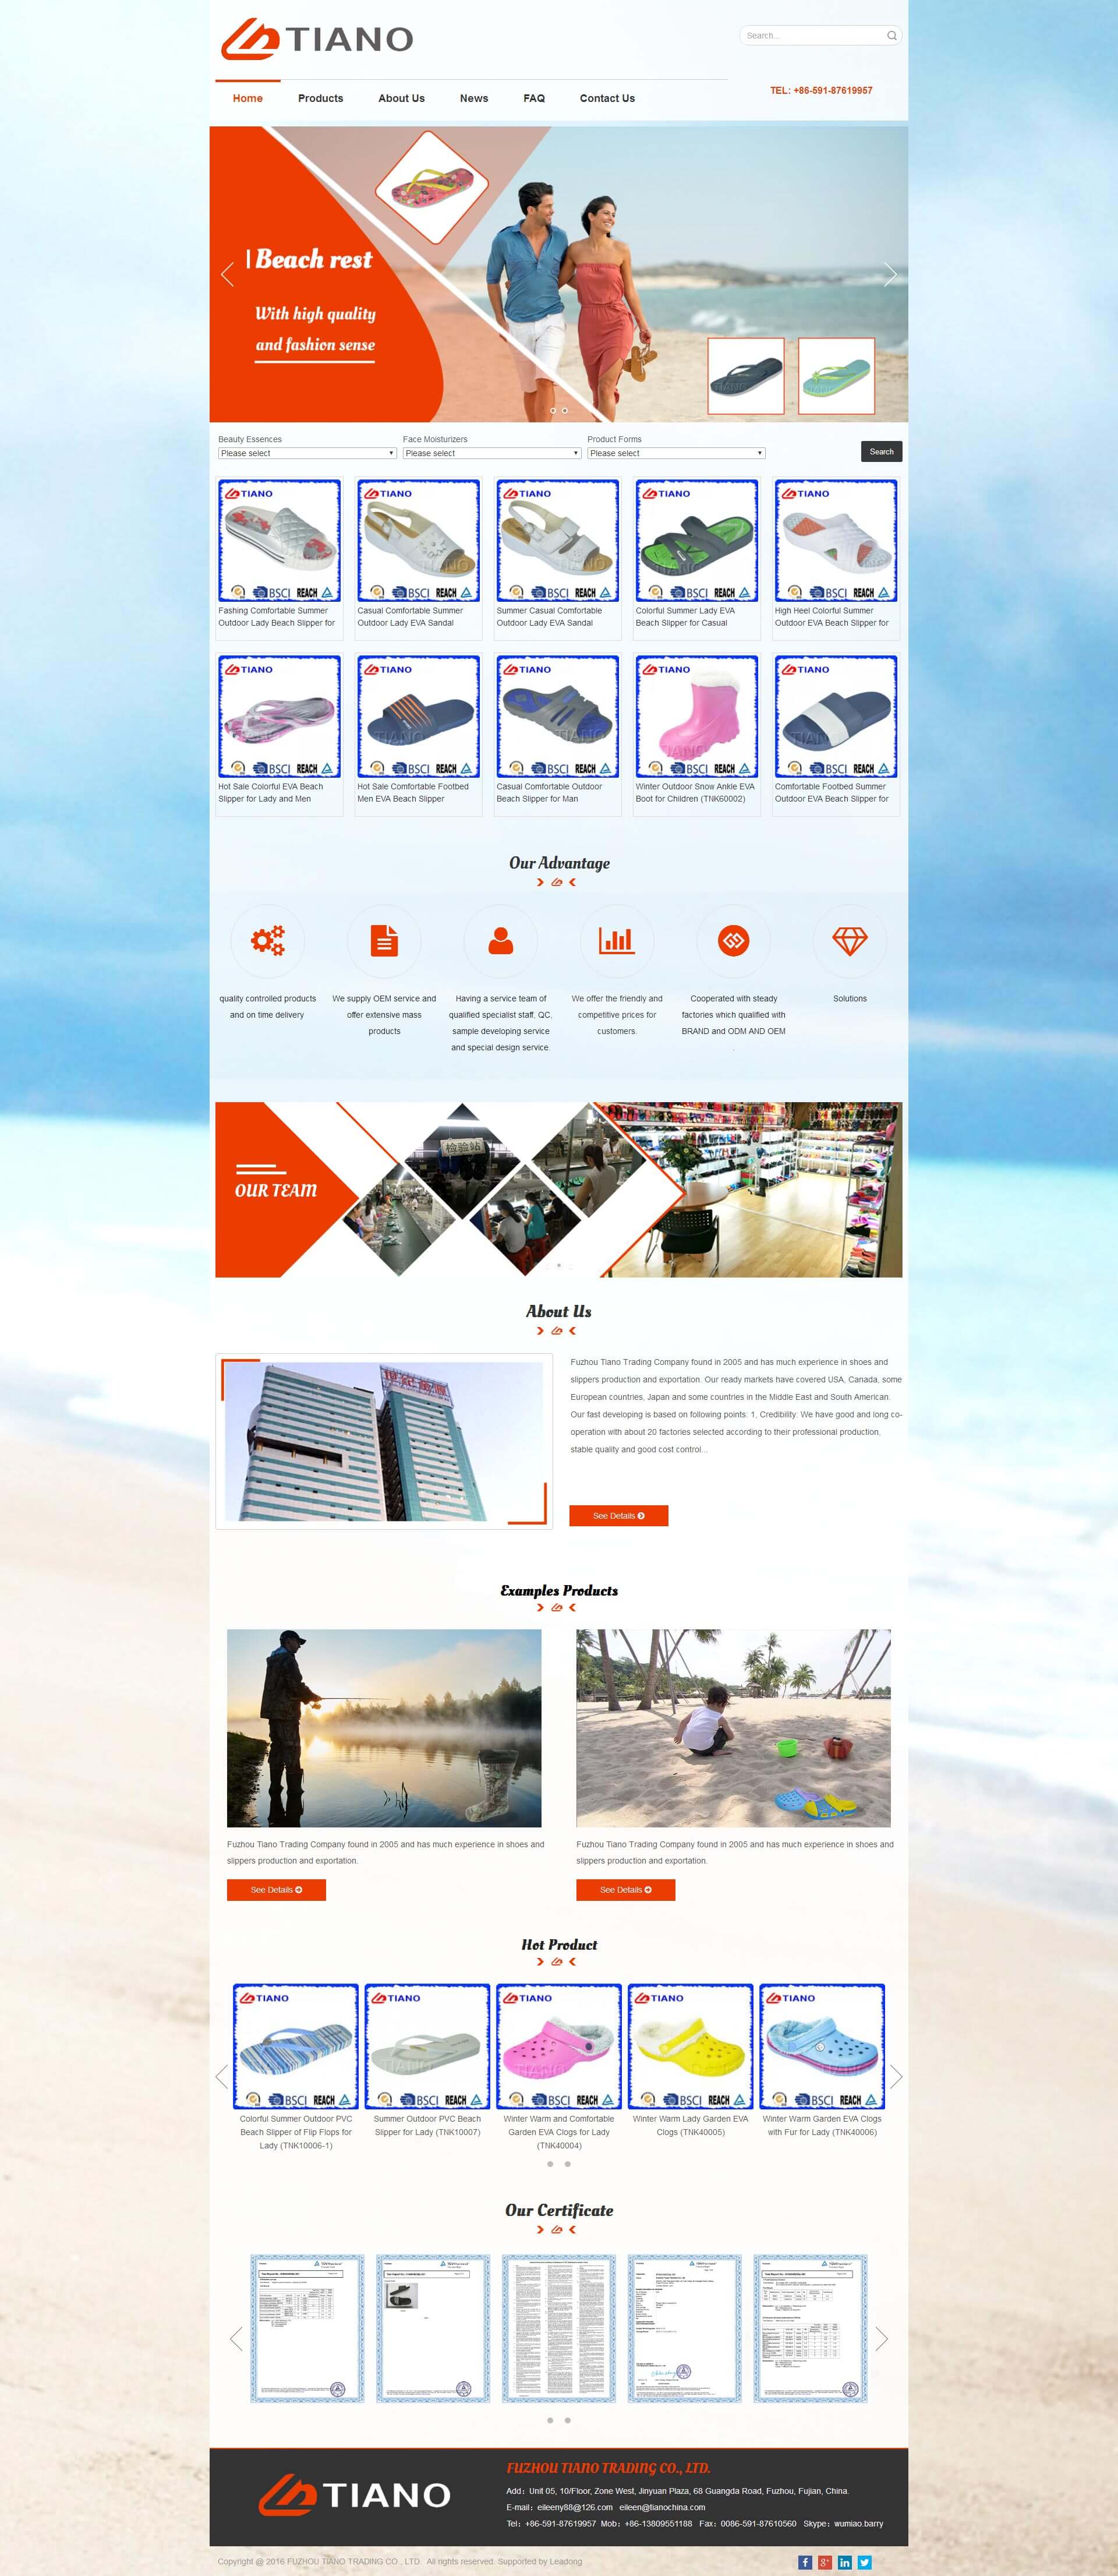 TIANO
Search...
TEL: +86-591-87619957
Home Products About Us News FAQ Contact Us
Beach rest
With high quality
and fashion sense
TIANO TIANO
Beauty Essences Face Moisturizers Product Forms
Please select Please select Please select Search
TIANO TIANO TIANO TIANO TIANO
BSCI REACH BSCI REACH BSCI REACH BSCI REACH BSCI REACH
Fashing Comfortable Summer
Outdoor Lady Beach Slipper for
Casual Comfortable Summer
Outdoor Lady EVA Sandal
Summer Casual Comfortable
Outdoor Lady EVA Sandal
Colorful Summer Lady EVA
Beach Slipper for Casual
High Heel Colorful Summer
Outdoor EVA Beach Slipper for
TIANO TIANO TIANO TIANO TIANO
BSCI REACH BSCI REACH BSCI REACH BSCI REACH BSCI REACH
Hot Sale Colorful EVA Beach
Slipper for Lady and Men
Hot Sale Comfortable Footbed
Men EVA Beach Slipper
Casual Comfortable Outdoor
Beach Slipper for Man
Winter Outdoor Snow Ankle EVA
Boot for Children (TNK60002)
Comfortable Footbed Summer
Outdoor EVA Beach Slipper for
Our Advantage
quality controlled products
and on time delivery
We supply OEM service and
offer extensive mass
products
Having a service team of
qualified specialist staff, QC,
sample developing service
and special design service.
We offer the friendly and
competitive prices for
customers.
Cooperated with steady
factories which qualified with
BRAND and ODM AND OEM
.
Solutions
OUR TEAM
检验站
About Us
世纪金源
Fuzhou Tiano Trading Company found in 2005 and has much experience in shoes and
slippers production and exportation. Our ready markets have covered USA, Canada, some
European countries, Japan and some countries in the Middle East and South American.
Our fast developing is based on following points: 1, Credibility: We have good and long co-
operation with about 20 factories selected according to their professional production,
stable quality and good cost control...
See Details
Examples Products
Fuzhou Tiano Trading Company found in 2005 and has much experience in shoes and
slippers production and exportation.
See Details
Fuzhou Tiano Trading Company found in 2005 and has much experience in shoes and
slippers production and exportation.
See Details
Hot Product
TIANO TIANO TIANO TIANO TIANO
BSCI REACH BSCI REACH BSCI REACH BSCI REACH BSCI REACH
Colorful Summer Outdoor PVC
Beach Slipper of Flip Flops for
Lady (TNK10006-1)
Summer Outdoor PVC Beach
Slipper for Lady (TNK10007)
Winter Warm and Comfortable
Garden EVA Clogs for Lady
(TNK40004)
Winter Warm Lady Garden EVA
Clogs (TNK40005)
Winter Warm Garden EVA Clogs
with Fur for Lady (TNK40006)
Our Certificate
TIANO
FUZHOU TIANO TRADING CO., LTD.
Add：Unit 05, 10/Floor, Zone West, Jinyuan Plaza, 68 Guangda Road, Fuzhou, Fujian, China.
E-mail：eileeny88@126.com eileen@tianochina.com
Tel：+86-591-87619957 Mob：+86-13809551188 Fax：0086-591-87610560 Skype：wumiao.barry
Copyright @ 2016 FUZHOU TIANO TRADING CO., LTD. All rights reserved. Supported by Leadong